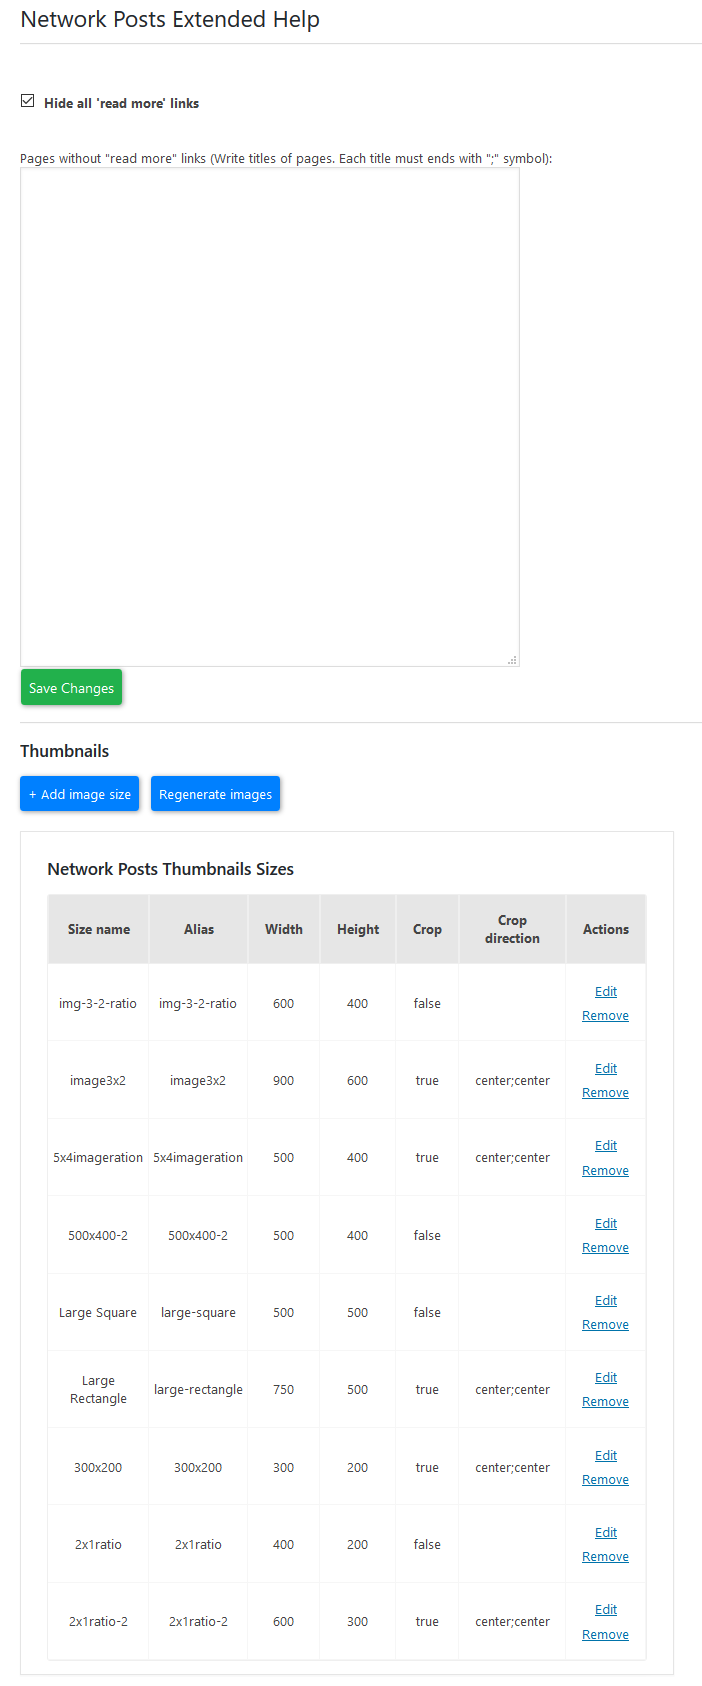 Network Posts Extended Help
Hide all 'read more' links
Pages without "read more" links (Write titles of pages. Each title must ends with ";" symbol):
Save Changes
Thumbnails
+ Add image size Regenerate images
Network Posts Thumbnails Sizes
Size name Alias Width Height Crop Crop direction Actions
img-3-2-ratio img-3-2-ratio 600 400 false Edit
Remove
image3x2 image3x2 900 600 true center;center Edit
Remove
5x4imageration 5x4imageration 500 400 true center;center Edit
Remove
500x400-2 500x400-2 500 400 false Edit
Remove
Large Square large-square 500 500 false Edit
Remove
Large Rectangle large-rectangle 750 500 true center;center Edit
Remove
300x200 300x200 300 200 true center;center Edit
Remove
2x1ratio 2x1ratio 400 200 false Edit
Remove
2x1ratio-2 2x1ratio-2 600 300 true center;center Edit
Remove